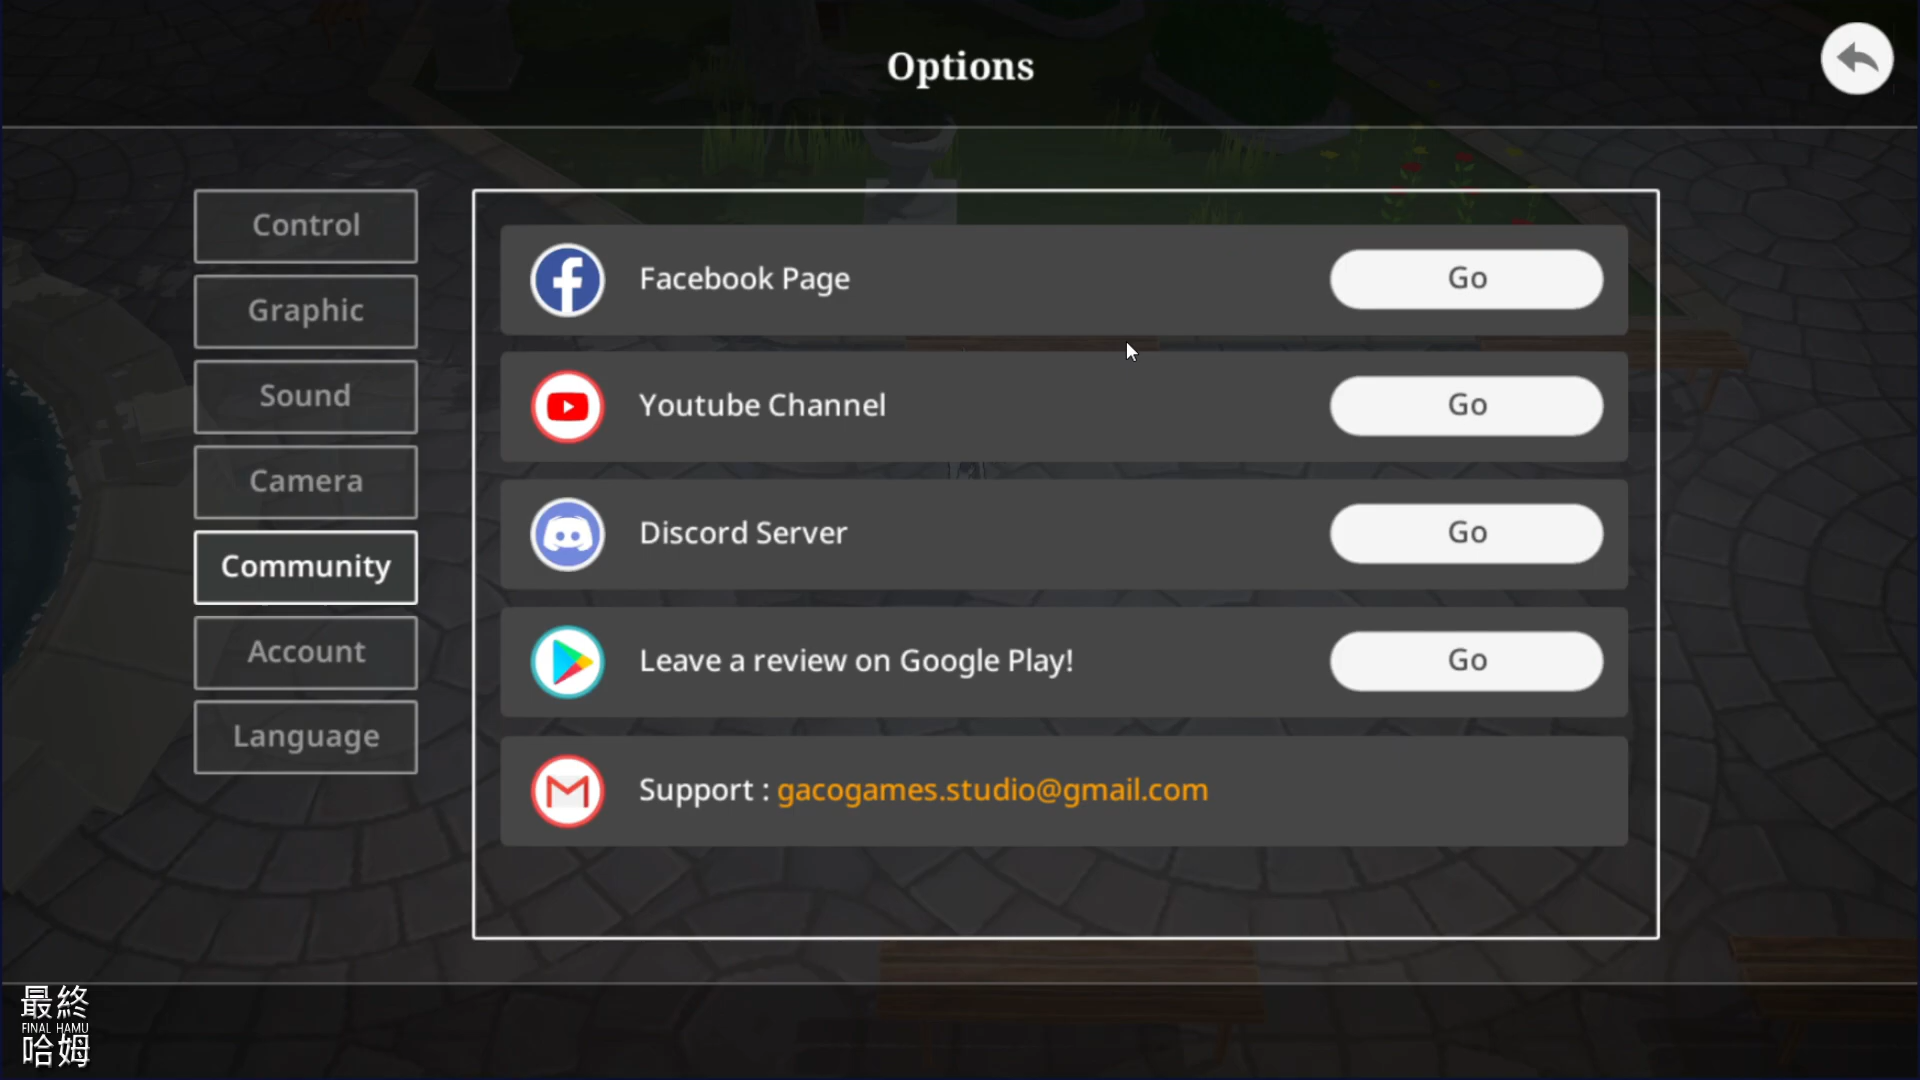 Options
Control
Graphic
Sound
Camera
Community
Account
Language
Facebook Page
Go
Youtube Channel
Go
Discord Server
Go
Leave a review on Google Play!
Go
Support : gacogames.studio@gmail.com
最終
FINAL HAMU
哈姆